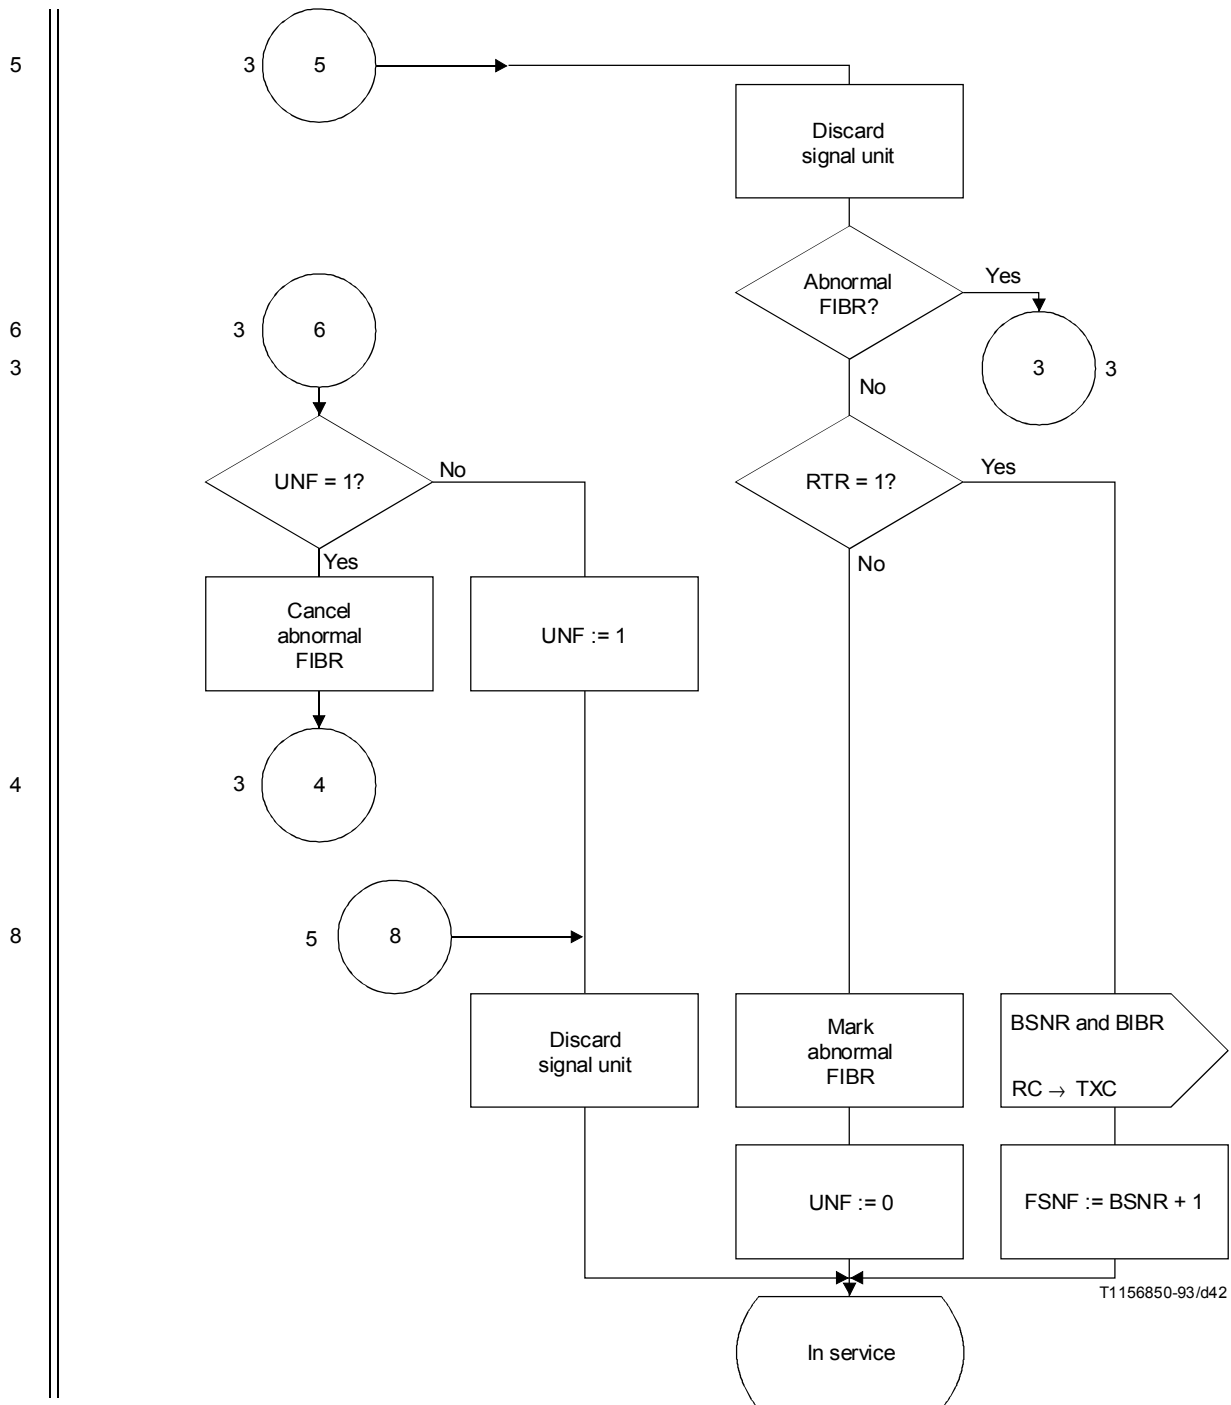 5
3
5
Discard
signal unit
Abnormal
FIBR?
Yes
6
3
6
3
3
3
No
UNF = 1?
No
RTR = 1?
Yes
Yes
No
Cancel
abnormal
FIBR
UNF := 1
4
3
4
8
5
8
Discard
signal unit
Mark
abnormal
FIBR
BSNR and BIBR
RC → TXC
UNF := 0
FSNF := BSNR + 1
T1156850-93/d42
In service